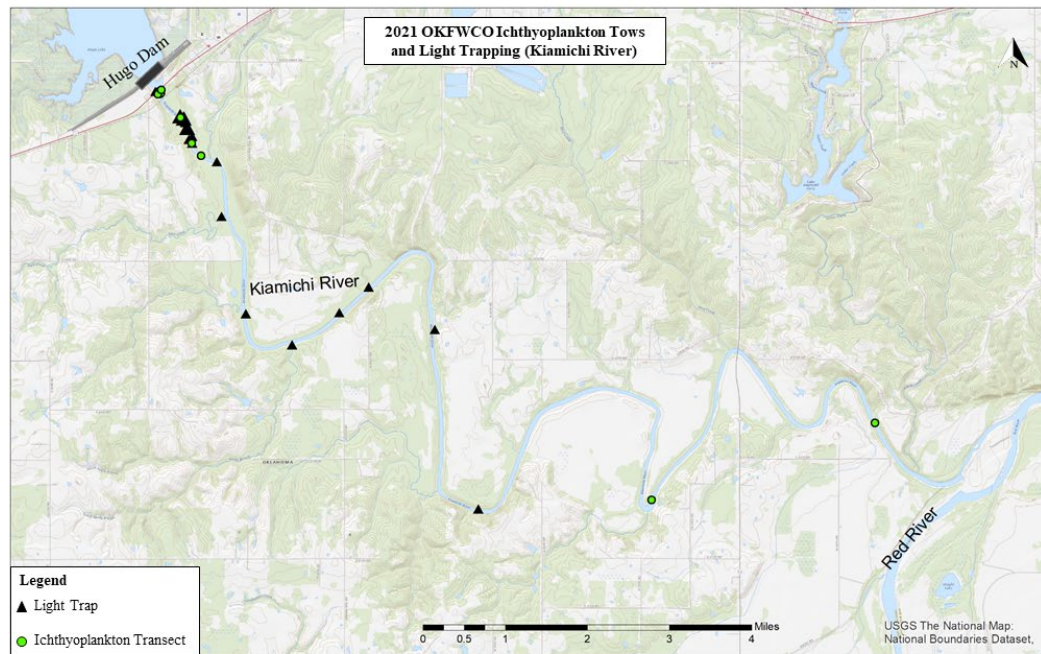 2021 OKFWCO Ichthyoplankton Tows
and Light Trapping (Kiamichi River)
Hugo Dam
N
Kiamichi River
OKLAHOMA
Red River
Legend
Light Trap
Ichthyoplankton Transect
0 0.5 1 2 3 4
Miles
USGS The National Map:
National Boundaries Dataset,